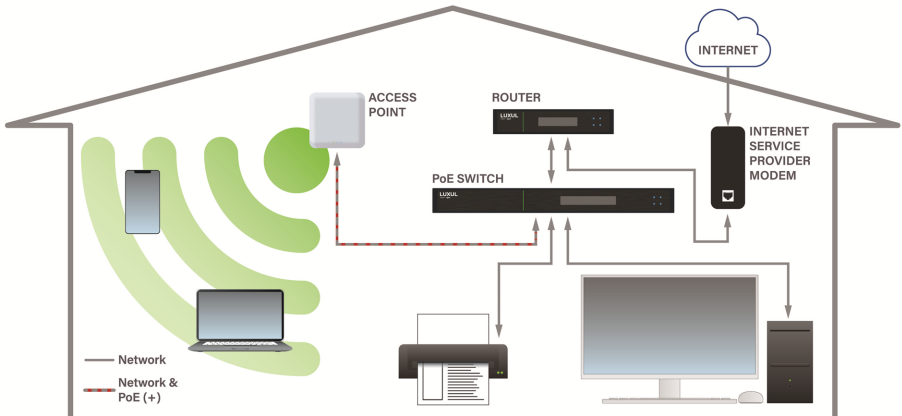 INTERNET
ACCESS
POINT
ROUTER
LUXUL
INTERNET
SERVICE
PROVIDER
MODEM
PoE SWITCH
LUXUL
Network
Network &
PoE (+)